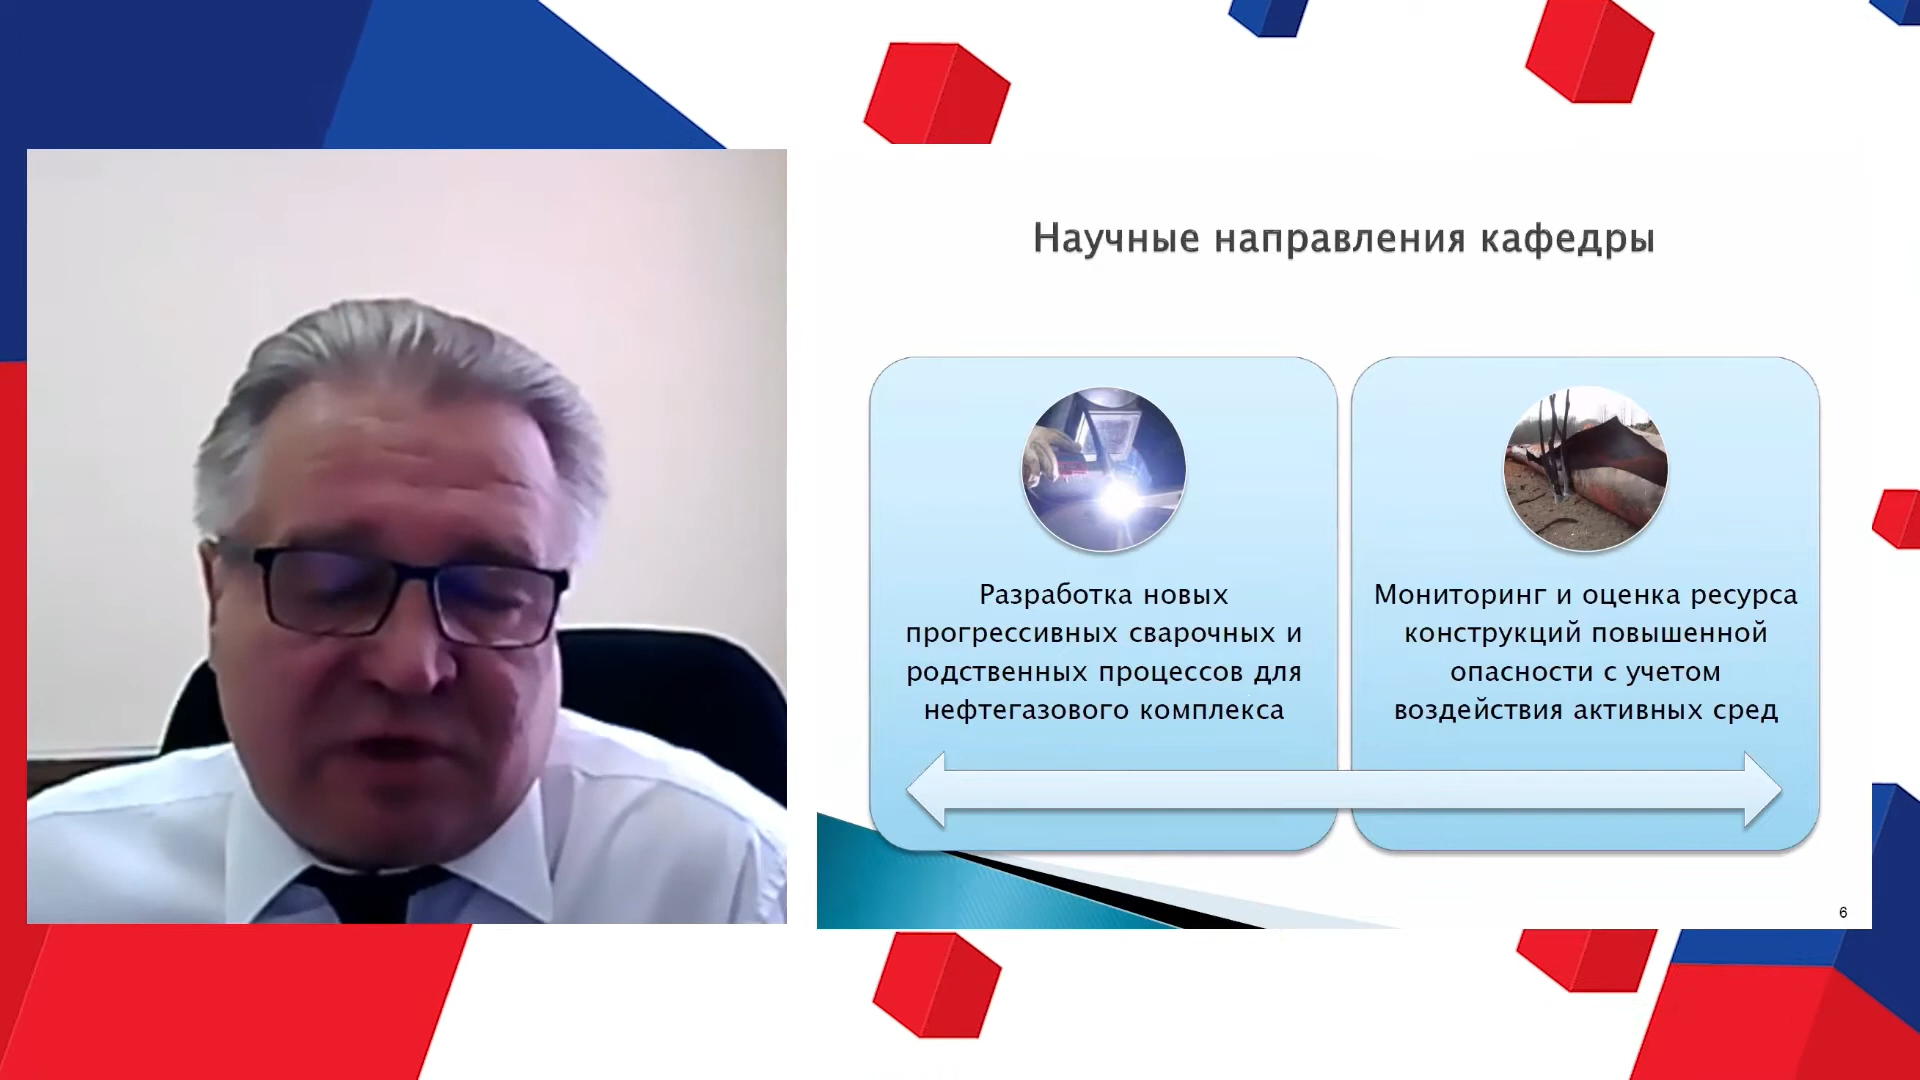 Научные направления кафедры
Разработка новых
прогрессивных сварочных и
родственных процессов для
нефтегазового комплекса
Мониторинг и оценка ресурса
конструкций повышенной
опасности с учетом
воздействия активных сред
6